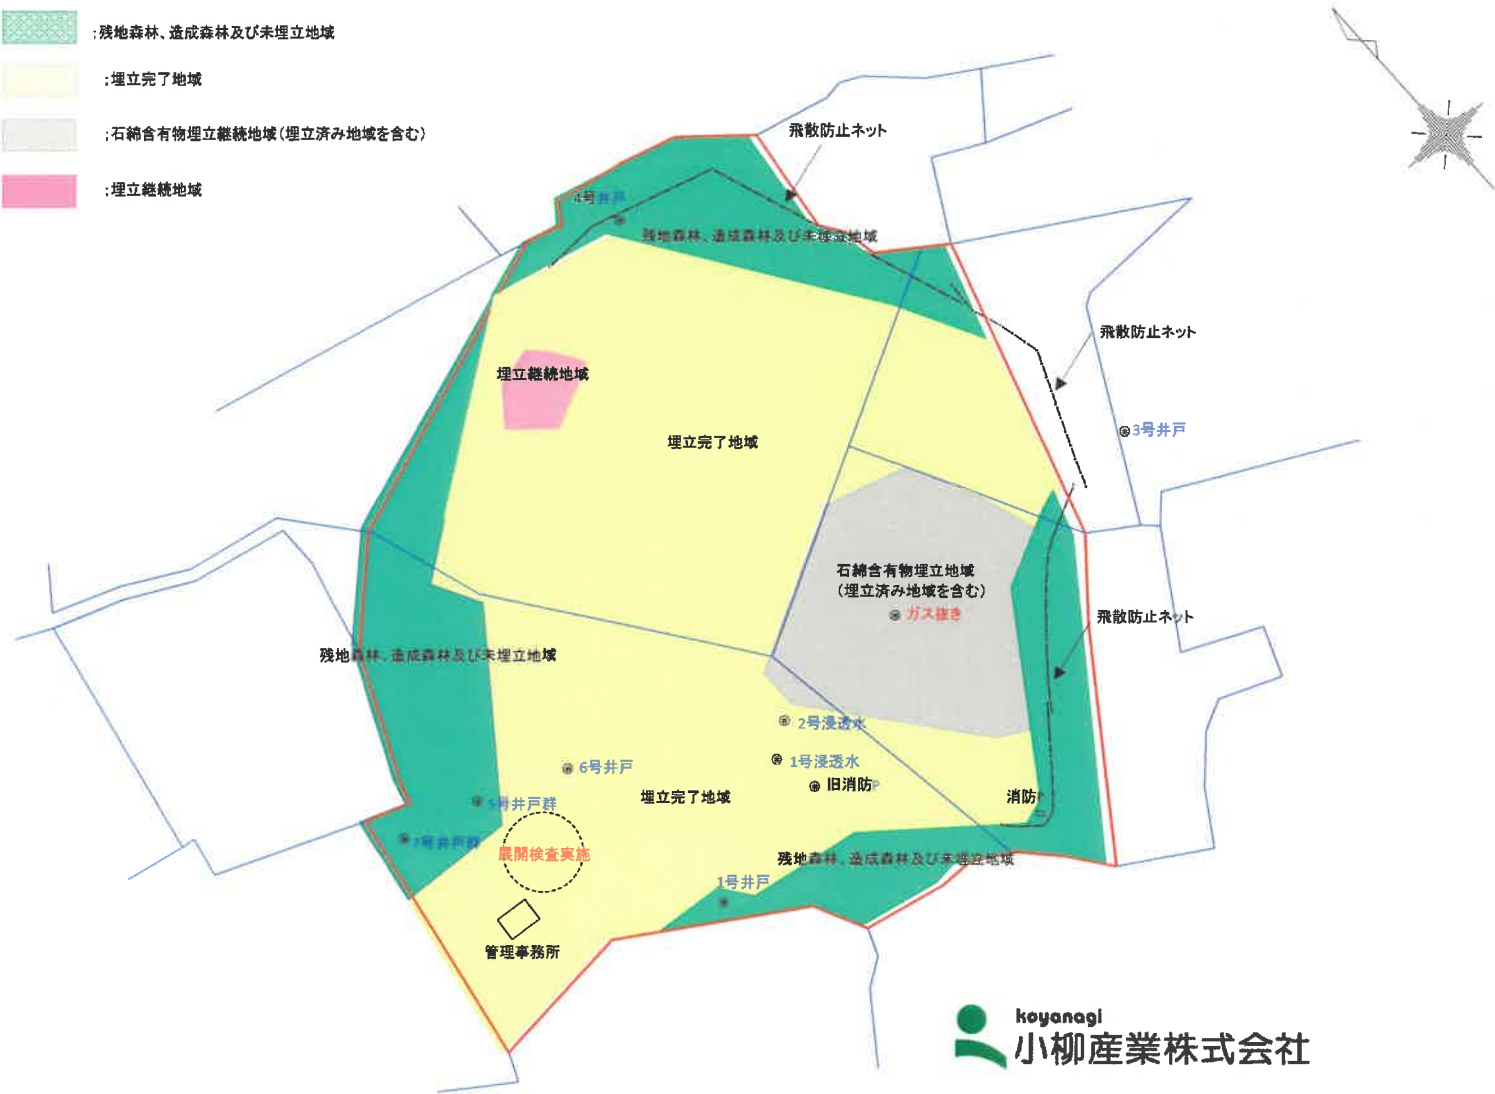 ;残地森林、造成森林及び未埋立地域
;埋立完了地域
;石綿含有物埋立継続地域(埋立済み地域を含む)
;埋立継続地域
飛散防止ネット
4号井戸
残地森林、造成森林及び未埋立地域
飛散防止ネット
埋立継続地域
3号井戸
埋立完了地域
石綿含有物埋立地域
(埋立済み地域を含む)
ガス抜き
飛散防止ネット
残地森林、造成森林及び未埋立地域
2号浸透水
1号浸透水
6号井戸
旧消防P
埋立完了地域
消防P
5号井戸群
7号井戸群
展開検査実施
残地森林、造成森林及び未埋立地域
1号井戸
管理事務所
koyanagi
小柳産業株式会社